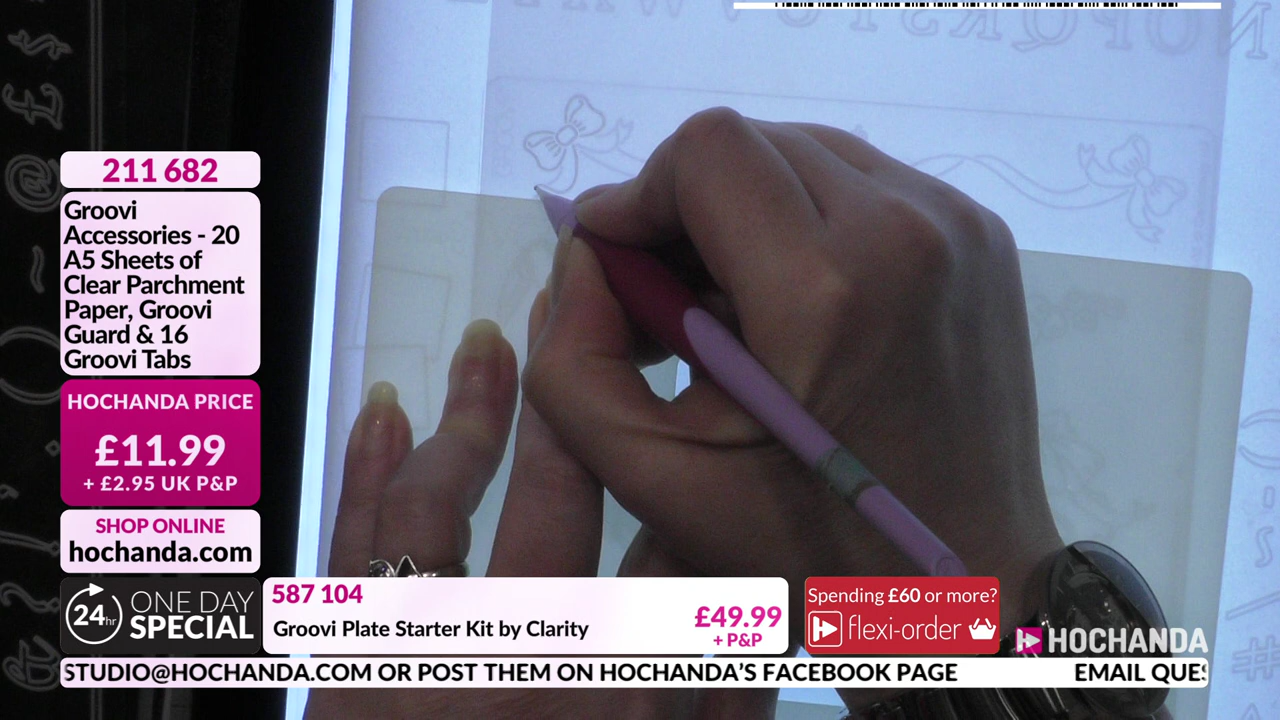 211 682
Groovi
Accessories - 20
A5 Sheets of
Clear Parchment
Paper, Groovi
Guard & 16
Groovi Tabs
HOCHANDA PRICE
£11.99
+ £2.95 UK P&P
SHOP ONLINE
hochanda.com
24hr
ONE DAY
SPECIAL
587 104
Groovi Plate Starter Kit by Clarity
£49.99
+ P&P
Spending £60 or more?
flexi-order
HOCHANDA
STUDIO@HOCHANDA.COM OR POST THEM ON HOCHANDA'S FACEBOOK PAGE
EMAIL QUES